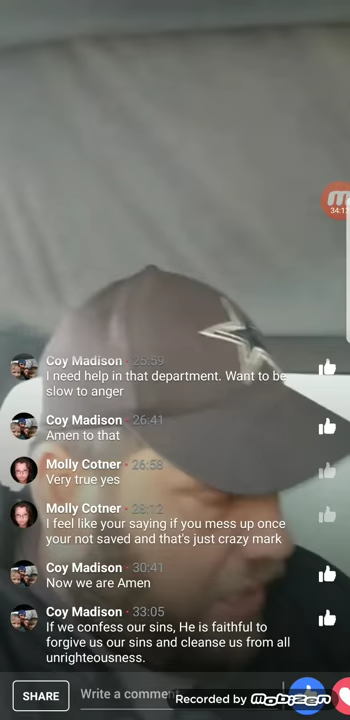 34:12
Coy Madison · 25:59
I need help in that department. Want to be
slow to anger
Coy Madison · 26:41
Amen to that
Molly Cotner · 26:58
Very true yes
Molly Cotner · 28:12
I feel like your saying if you mess up once
your not saved and that's just crazy mark
Coy Madison · 30:41
Now we are Amen
Coy Madison · 33:05
If we confess our sins, He is faithful to
forgive us our sins and cleanse us from all
unrighteousness.
SHARE
Write a comment
Recorded by Mobizen